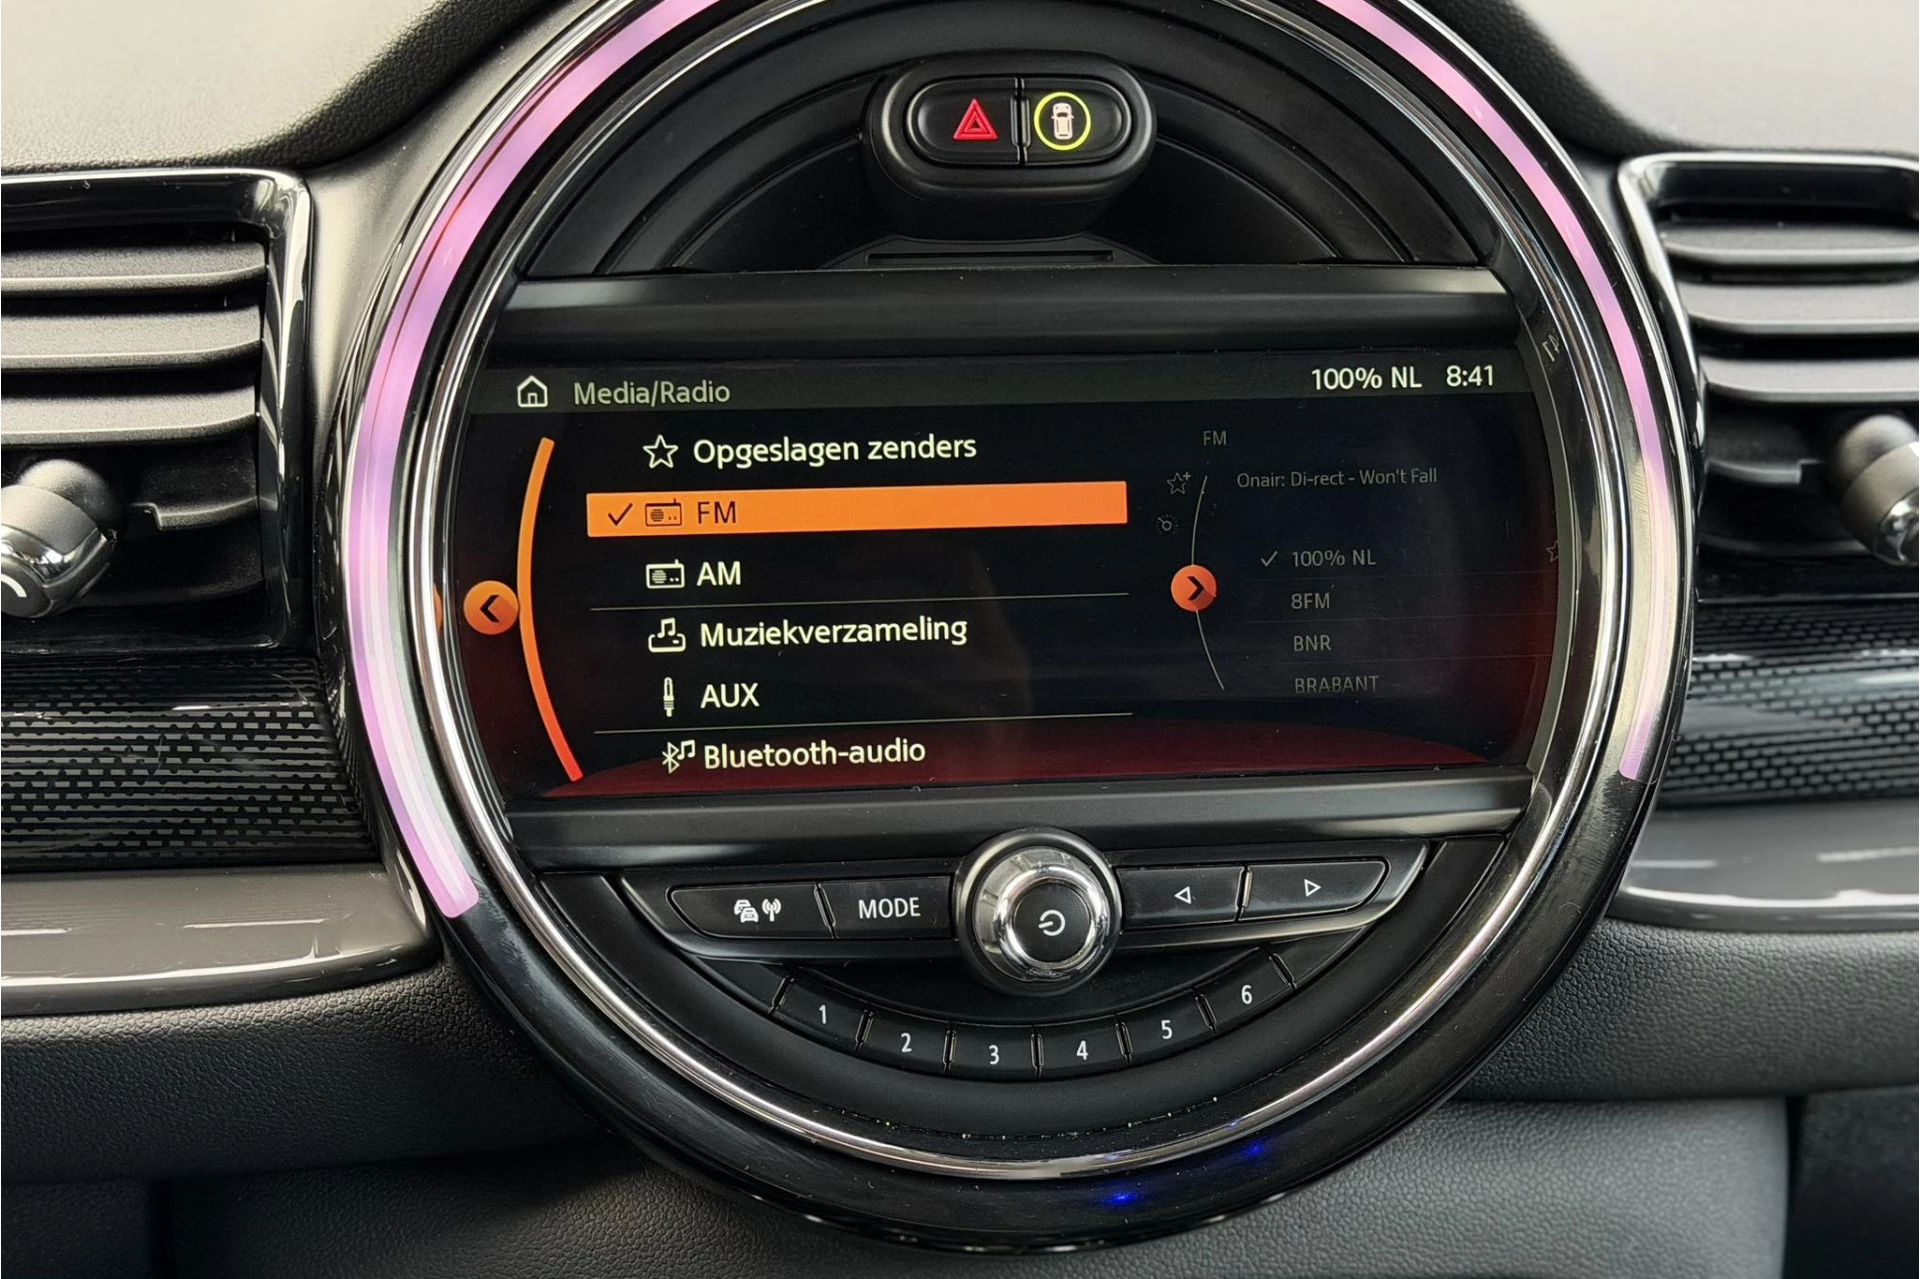 Media/Radio 100% NL 8:41
Opgeslagen zenders
FM
AM
Muziekverzameling
AUX
Bluetooth-audio
FM
Onair: Di-rect - Won't Fall
100% NL
8FM
BNR
BRABANT
MODE
1 2 3 4 5 6